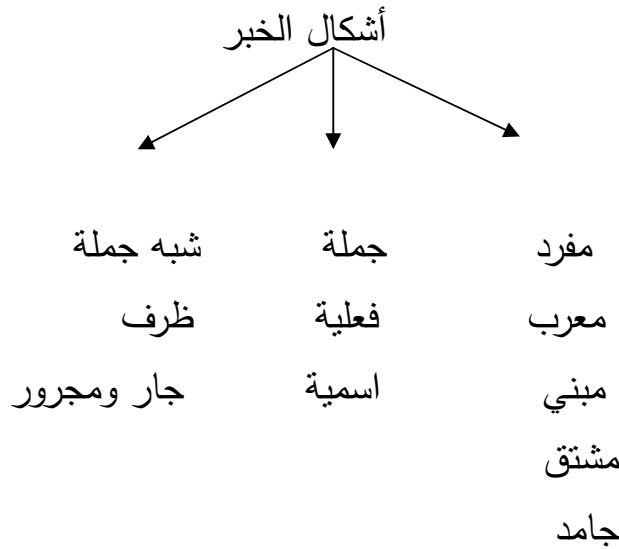 أشكال الخبر
مفرد جملة شبه جملة
معرب فعلية ظرف
مبني اسمية جار ومجرور
مشتق
جامد